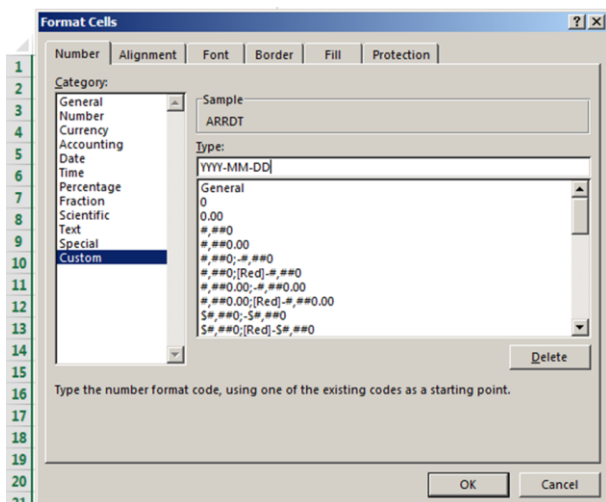 Format Cells
Number Alignment Font Border Fill Protection
Category:
General
Number
Currency
Accounting
Date
Time
Percentage
Fraction
Scientific
Text
Special
Custom
Sample
ARRDT
Type:
YYYY-MM-DD
General
0
0.00
#,##0
#,##0.00
#,##0;-#,##0
#,##0;[Red]-#,##0
#,##0.00;-#,##0.00
#,##0.00;[Red]-#,##0.00
$#,##0;-$#,##0
$#,##0;[Red]-$#,##0
Delete
Type the number format code, using one of the existing codes as a starting point.
OK Cancel
1
2
3
4
5
6
7
8
9
10
11
12
13
14
15
16
17
18
19
20
21